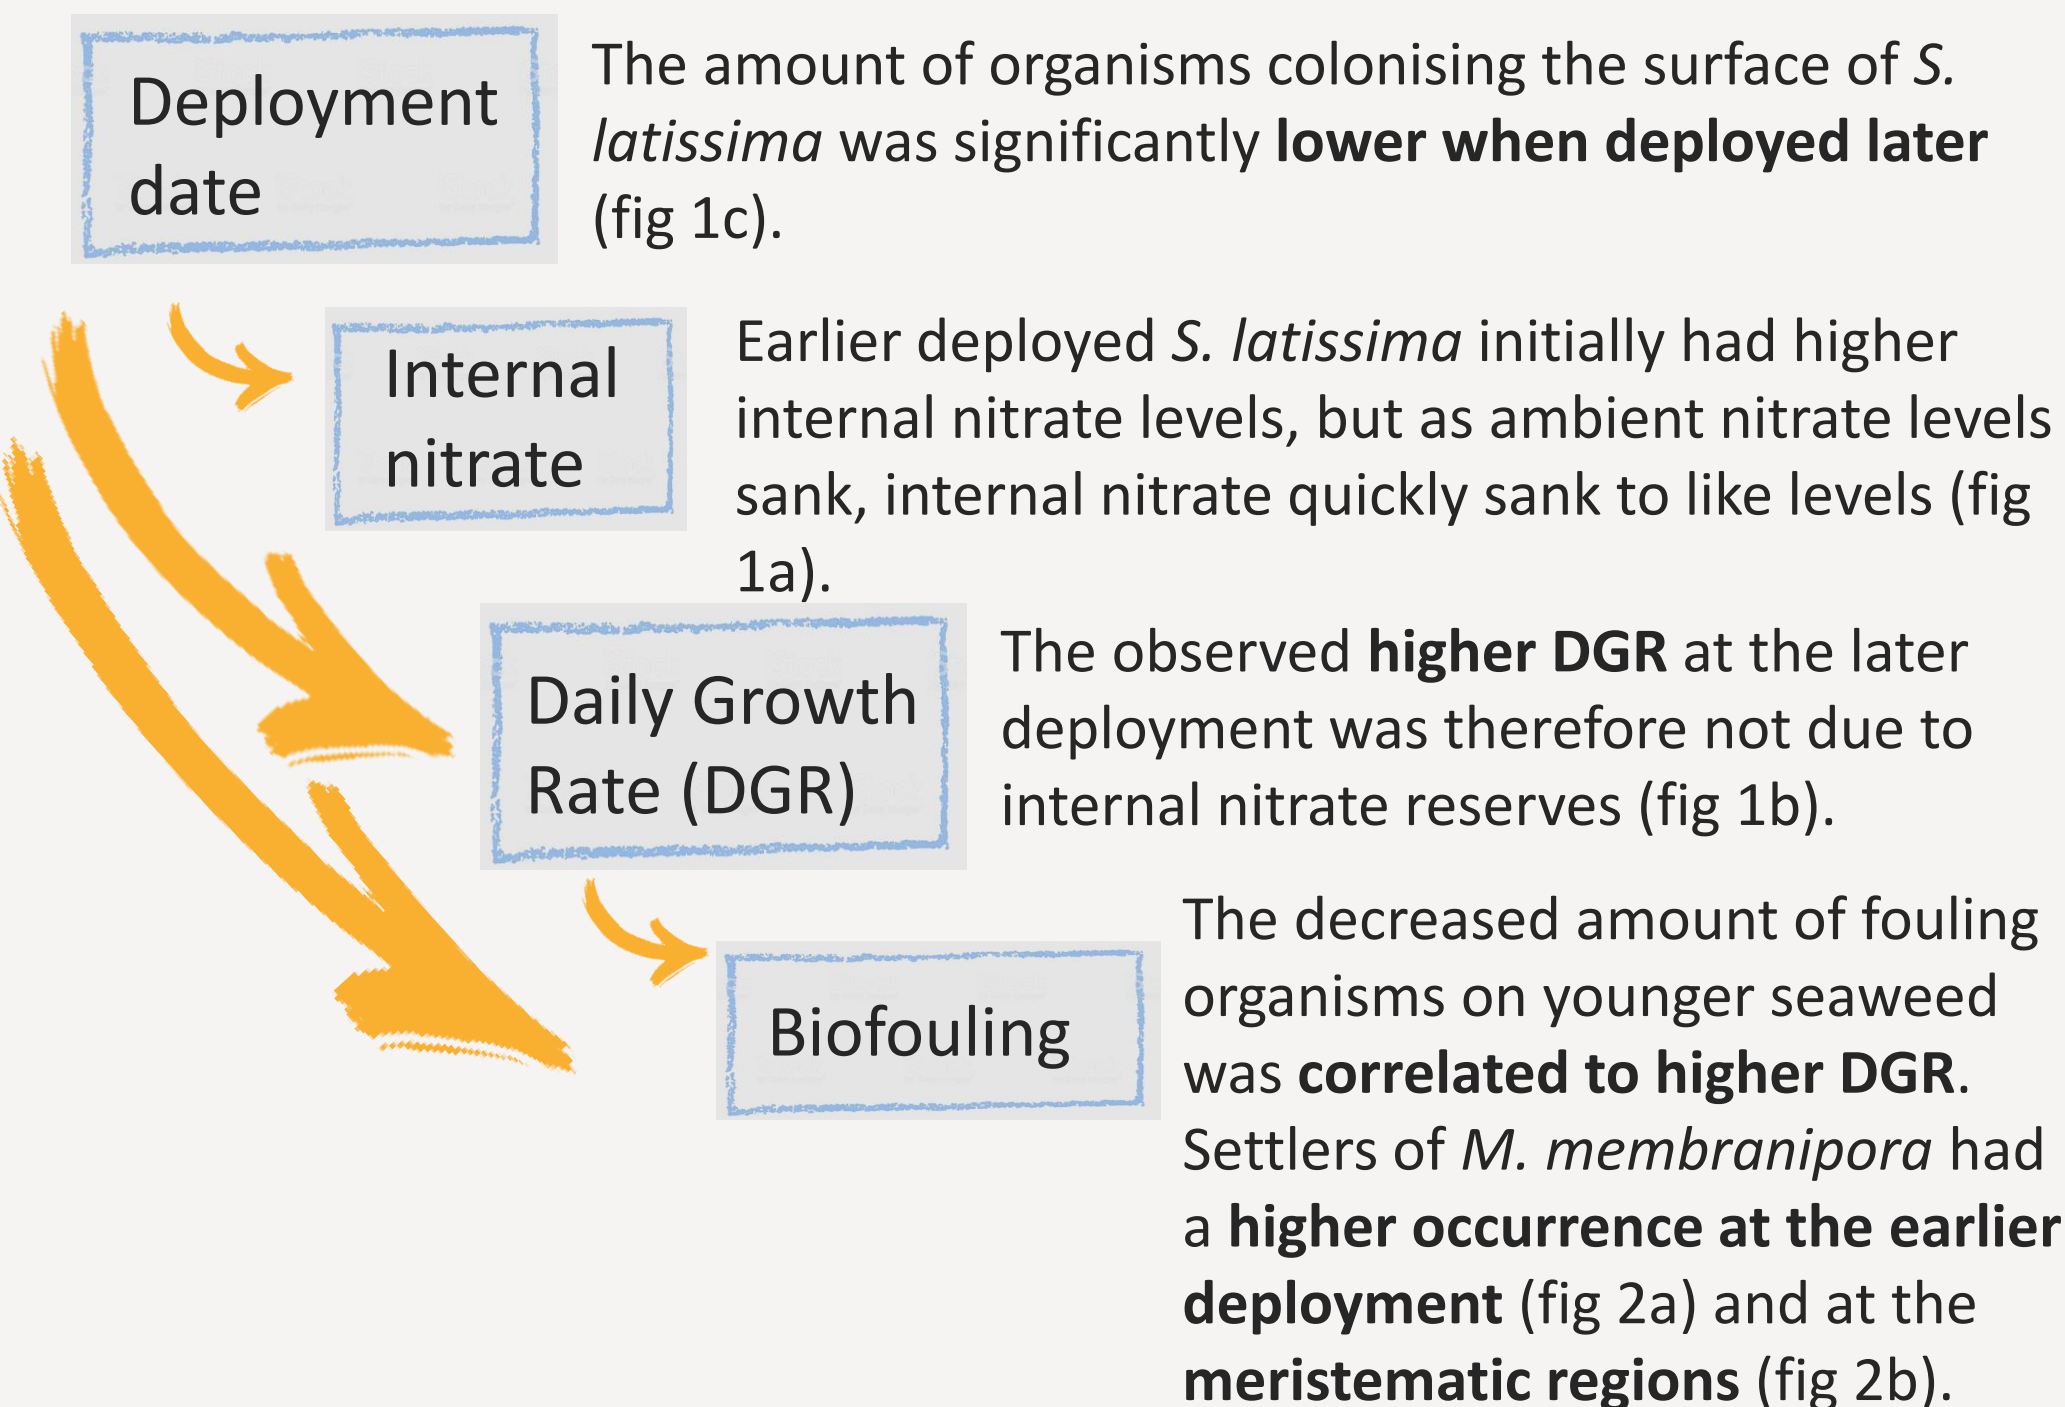 Deployment
date
The amount of organisms colonising the surface of S.
latissima was significantly lower when deployed later
(fig 1c).
Internal
nitrate
Earlier deployed S. latissima initially had higher
internal nitrate levels, but as ambient nitrate levels
sank, internal nitrate quickly sank to like levels (fig
1a).
Daily Growth
Rate (DGR)
The observed higher DGR at the later
deployment was therefore not due to
internal nitrate reserves (fig 1b).
Biofouling
The decreased amount of fouling
organisms on younger seaweed
was correlated to higher DGR.
Settlers of M. membranipora had
a higher occurrence at the earlier
deployment (fig 2a) and at the
meristematic regions (fig 2b).